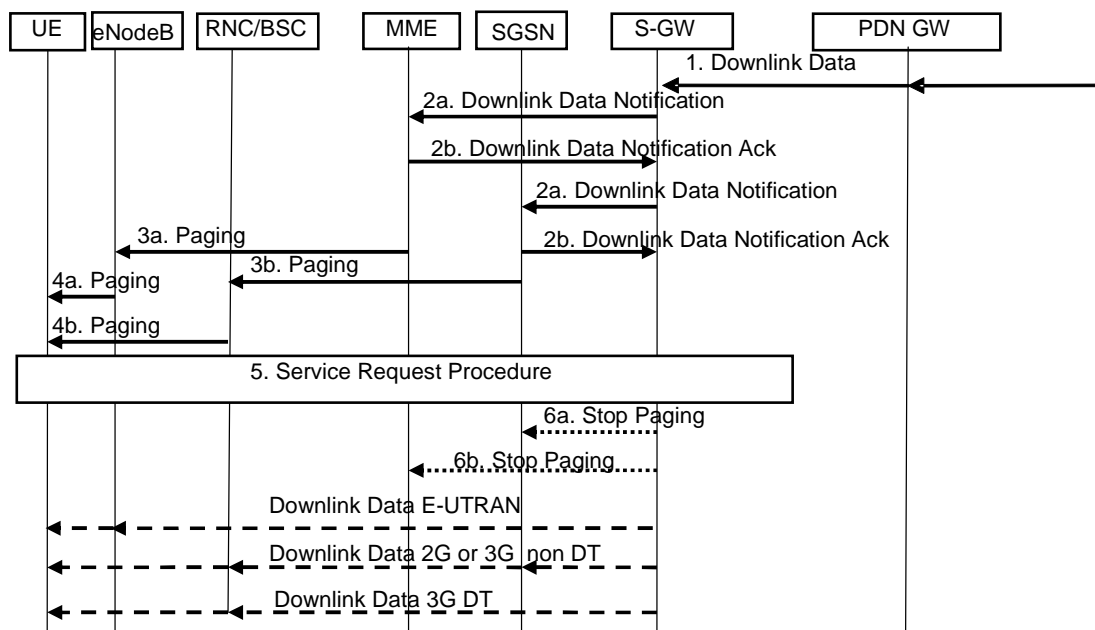 UE
eNodeB
RNC/BSC
MME
SGSN
S-GW
PDN GW
1. Downlink Data
2a. Downlink Data Notification
2b. Downlink Data Notification Ack
2a. Downlink Data Notification
3a. Paging
2b. Downlink Data Notification Ack
3b. Paging
4a. Paging
4b. Paging
5. Service Request Procedure
6a. Stop Paging
6b. Stop Paging
Downlink Data E-UTRAN
Downlink Data 2G or 3G non DT
Downlink Data 3G DT